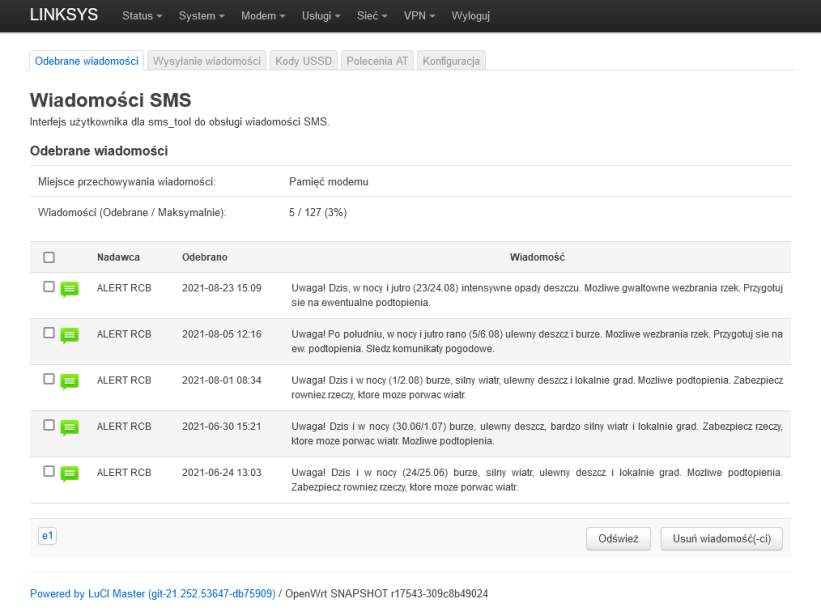 LINKSYS Status System Modem Usługi Sieć VPN Wyloguj
Odebrane wiadomości Wysyłanie wiadomości Kody USSD Polecenia AT Konfiguracja
Wiadomości SMS
Interfejs użytkownika dla sms_tool do obsługi wiadomości SMS.
Odebrane wiadomości
Miejsce przechowywania wiadomości: Pamięć modemu
Wiadomości (Odebrane / Maksymalnie): 5 / 127 (3%)
Nadawca Odebrano Wiadomość
ALERT RCB 2021-08-23 15:09 Uwaga! Dzis, w nocy i jutro (23/24.08) intensywne opady deszczu. Mozliwe gwaltowne wezbrania rzek. Przygotuj
sie na ewentualne podtopienia.
ALERT RCB 2021-08-05 12:16 Uwaga! Po poludniu, w nocy i jutro rano (5/6.08) ulewny deszcz i burze. Mozliwe wezbrania rzek. Przygotuj sie na
ew. podtopienia. Sledz komunikaty pogodowe.
ALERT RCB 2021-08-01 08:34 Uwaga! Dzis i w nocy (1/2.08) burze, silny wiatr, ulewny deszcz i lokalnie grad. Mozliwe podtopienia. Zabezpiecz
rowniez rzeczy, ktore moze porwac wiatr.
ALERT RCB 2021-06-30 15:21 Uwaga! Dzis i w nocy (30.06/1.07) burze, ulewny deszcz, bardzo silny wiatr i lokalnie grad. Zabezpiecz rzeczy,
ktore moze porwac wiatr. Mozliwe podtopienia.
ALERT RCB 2021-06-24 13:03 Uwaga! Dzis i w nocy (24/25.06) burze, silny wiatr, ulewny deszcz i lokalnie grad. Mozliwe podtopienia.
Zabezpiecz rowniez rzeczy, ktore moze porwac wiatr.
e1 Odśwież Usuń wiadomość(-ci)
Powered by LuCI Master (git-21.252.53647-db75909) / OpenWrt SNAPSHOT r17543-309c8b49024